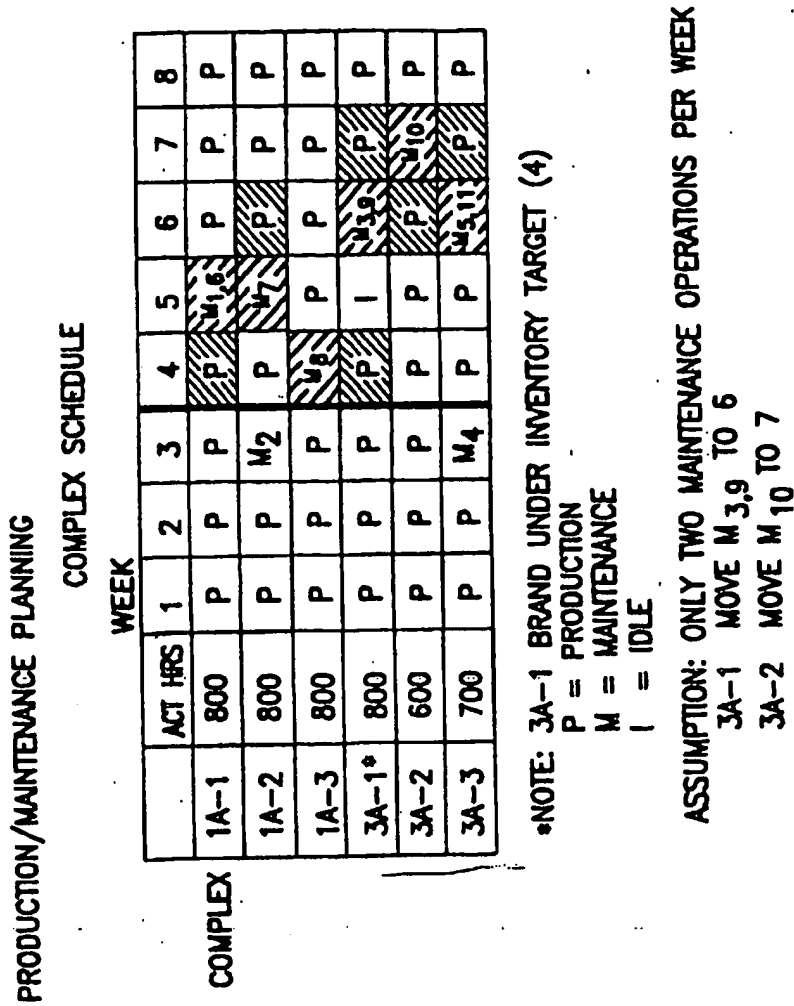 PRODUCTION/MAINTENANCE PLANNING
COMPLEX SCHEDULE
WEEK
ACT HRS 1 2 3 4 5 6 7 8
COMPLEX 1A-1 800 P P P P M1,6 P P P
1A-2 800 P P M2 P M7 P P P
1A-3 800 P P P M8 P P P P
3A-1* 800 P P P P I M3,9 P P
3A-2 600 P P P P P P M10 P
3A-3 700 P P M4 P P M5,11 P P
*NOTE: 3A-1 BRAND UNDER INVENTORY TARGET (4)
P = PRODUCTION
M = MAINTENANCE
I = IDLE
ASSUMPTION: ONLY TWO MAINTENANCE OPERATIONS PER WEEK
3A-1 MOVE M 3,9 TO 6
3A-2 MOVE M 10 TO 7